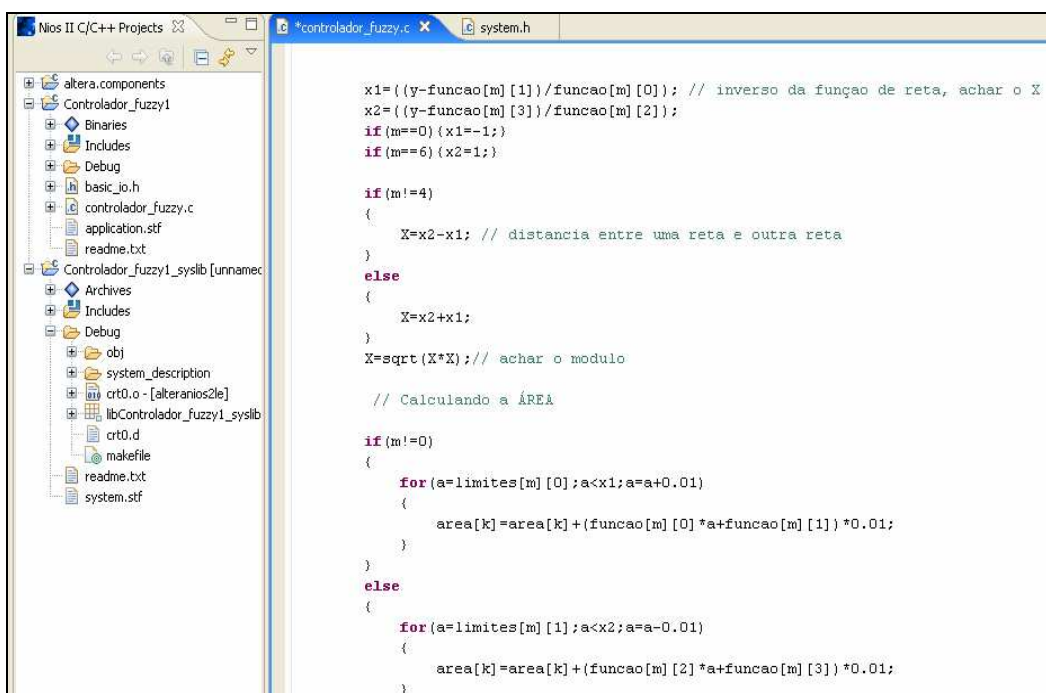 Nios II C/C++ Projects
altera.components
Controlador_fuzzy1
Binaries
Includes
Debug
basic_io.h
controlador_fuzzy.c
application.stf
readme.txt
Controlador_fuzzy1_syslib [unnamec
Archives
Includes
Debug
obj
system_description
crt0.o - [alteranios2le]
libControlador_fuzzy1_syslib
crt0.d
makefile
readme.txt
system.stf
*controlador_fuzzy.c
system.h
x1=((y-funcao[m][1])/funcao[m][0]); // inverso da funçao de reta, achar o X
x2=((y-funcao[m][3])/funcao[m][2]);
if(m==0){x1=-1;}
if(m==6){x2=1;}
if(m!=4)
{
X=x2-x1; // distancia entre uma reta e outra reta
}
else
{
X=x2+x1;
}
X=sqrt(X*X);// achar o modulo
// Calculando a ÁREA
if(m!=0)
{
for(a=limites[m][0];a<x1;a=a+0.01)
{
area[k]=area[k]+(funcao[m][0]*a+funcao[m][1])*0.01;
}
}
else
{
for(a=limites[m][1];a<x2;a=a-0.01)
{
area[k]=area[k]+(funcao[m][2]*a+funcao[m][3])*0.01;
}